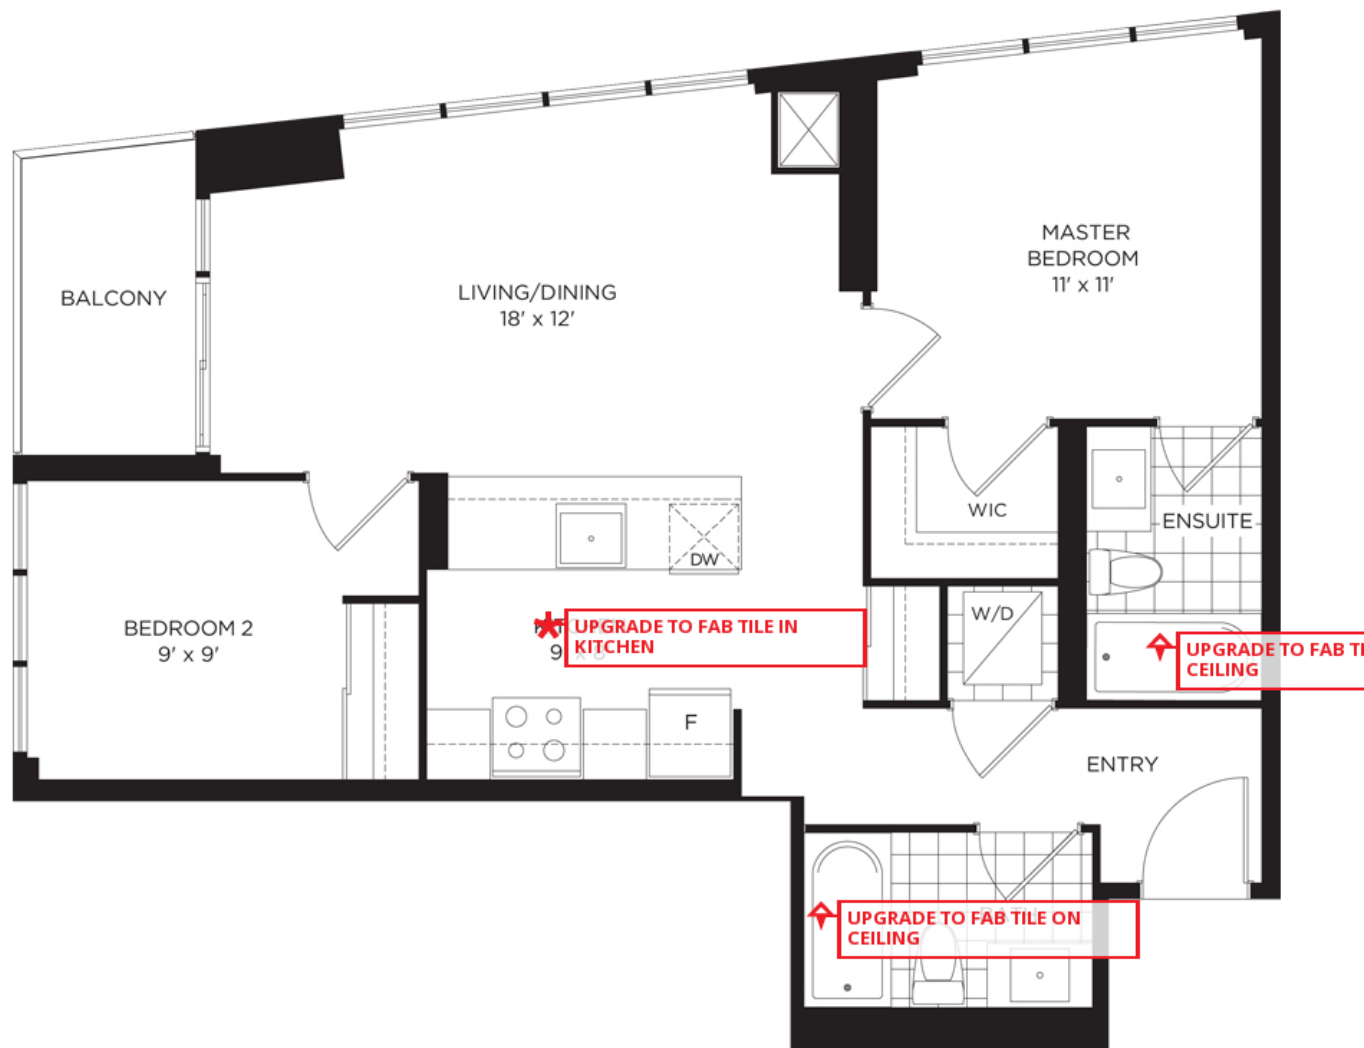 MASTER
BEDROOM
11' x 11'
BALCONY
LIVING/DINING
18' x 12'
WIC
ENSUITE
DW
W/D
BEDROOM 2
9' x 9'
UPGRADE TO FAB TILE IN
KITCHEN
UPGRADE TO FAB
CEILING
F
ENTRY
UPGRADE TO FAB TILE ON
CEILING